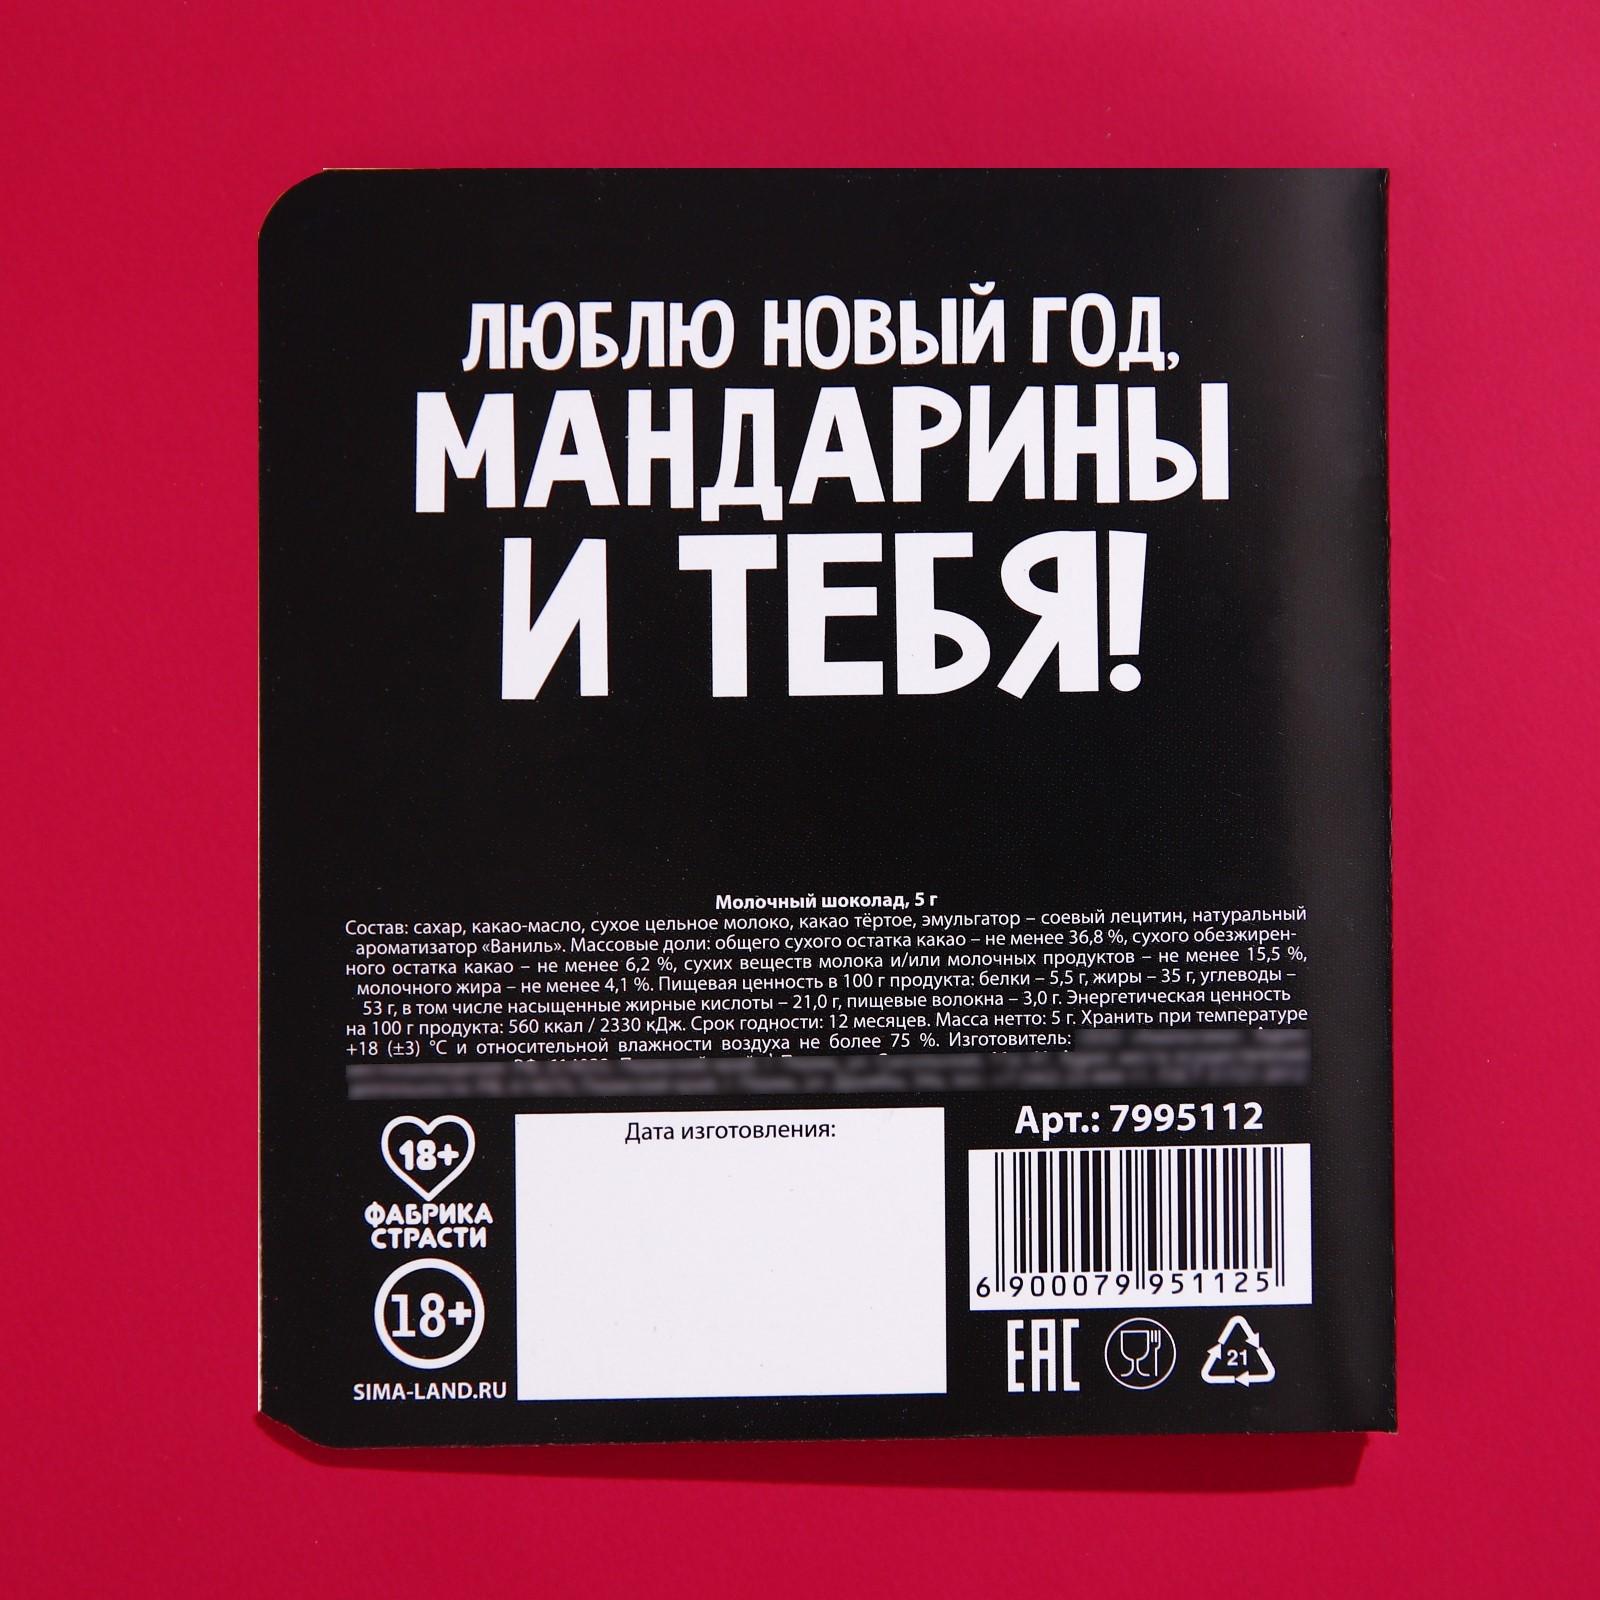 ЛЮБЛЮ НОВЫЙ ГОД,
МАНДАРИНЫ
И ТЕБЯ!
Молочный шоколад, 5 г
Состав: сахар, какао-масло, сухое цельное молоко, какао тёртое, эмульгатор – соевый лецитин, натуральный
ароматизатор «Ваниль». Массовые доли: общего сухого остатка какао – не менее 36,8 %, сухого обезжирен-
ного остатка какао – не менее 6,2 %, сухих веществ молока и/или молочных продуктов – не менее 15,5 %,
молочного жира – не менее 4,1 %. Пищевая ценность в 100 г продукта: белки – 5,5 г, жиры – 35 г, углеводы –
53 г, в том числе насыщенные жирные кислоты – 21,0 г, пищевые волокна – 3,0 г. Энергетическая ценность
на 100 г продукта: 560 ккал / 2330 кДж. Срок годности: 12 месяцев. Масса нетто: 5 г. Хранить при температуре
+18 (±3) °С и относительной влажности воздуха не более 75 %. Изготовитель:
18+
ФАБРИКА
СТРАСТИ
18+
SIMA-LAND.RU
Дата изготовления:
Арт.: 7995112
6 900079 951125
EAC
21